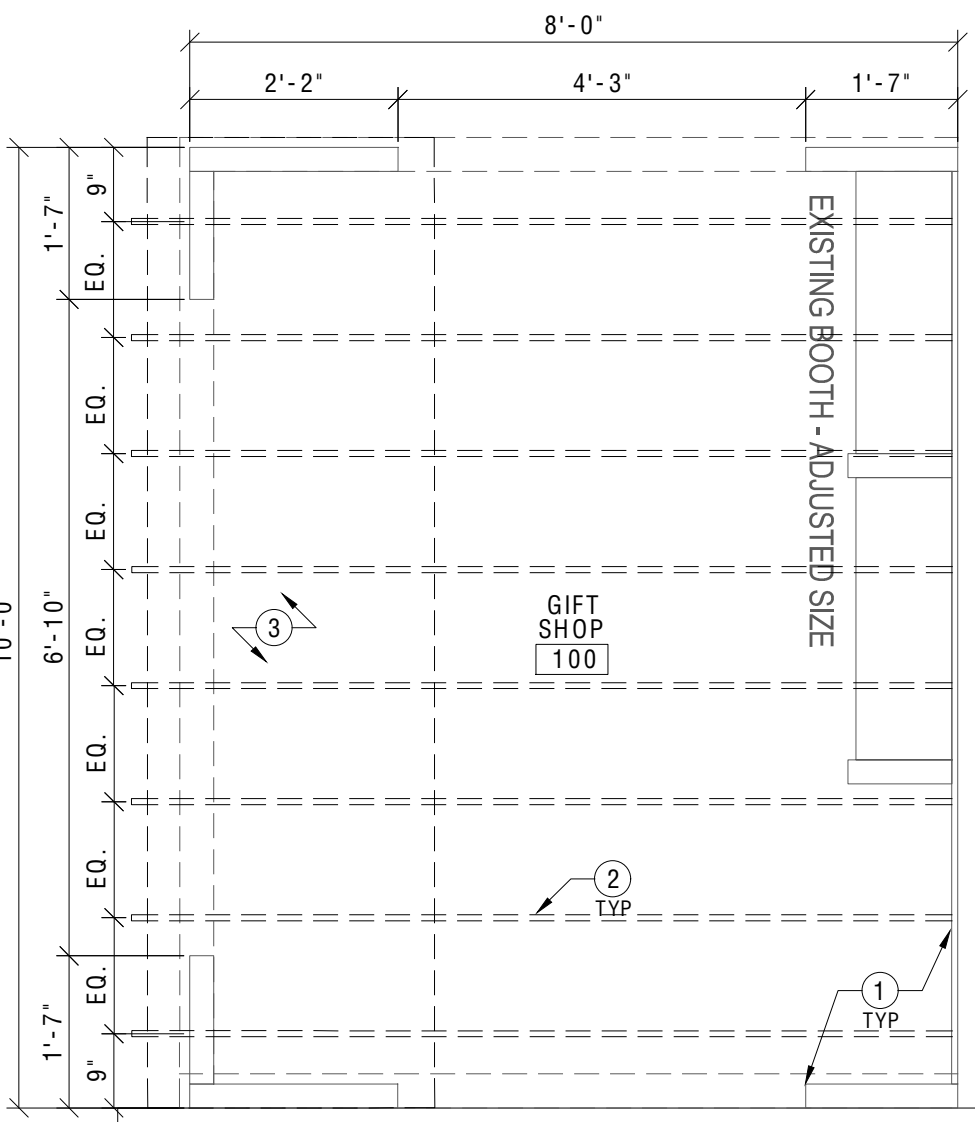 8'-0"
2'-2"
4'-3"
1'-7"
9"
1'-7"
EQ.
EXISTING BOOTH - ADJUSTED SIZE
EQ.
EQ.
6'-10"
EQ.
3
GIFT
SHOP
100
EQ.
EQ.
2
TYP
EQ.
1
TYP
1'-7"
9"